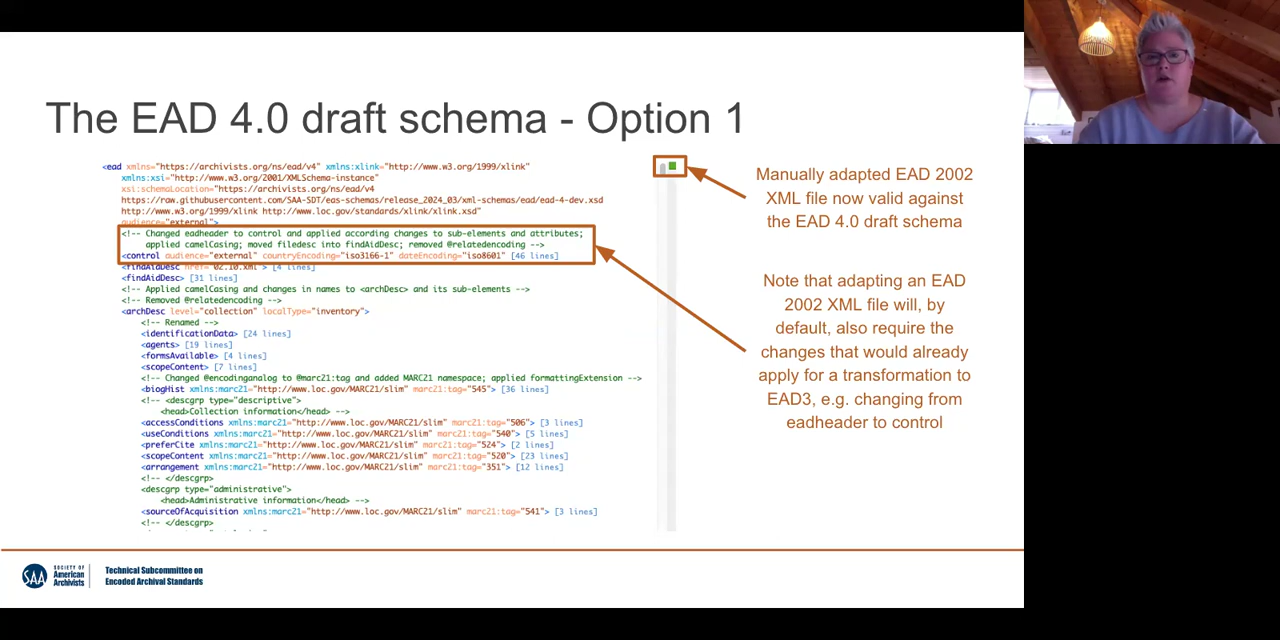 The EAD 4.0 draft schema - Option 1
<ead xmlns="https://archivists.org/ns/ead/v4" xmlns:xlink="http://www.w3.org/1999/xlink"
xmlns:xsi="http://www.w3.org/2001/XMLSchema-instance"
xsi:schemaLocation="https://archivists.org/ns/ead/v4
https://raw.githubusercontent.com/SAA-SDT/eas-schemas/release_2024_03/xml-schemas/ead/ead-4-dev.xsd
http://www.w3.org/1999/xlink http://www.loc.gov/standards/xlink/xlink.xsd"
audience="external">
<!-- Changed eadheader to control and applied according changes to sub-elements and attributes;
applied camelCasing; moved filedesc into findAidDesc; removed @relatedencoding -->
<control audience="external" countryEncoding="iso3166-1" dateEncoding="iso8601" [46 lines]
<findAidDesc href="02.10.xml"> [4 lines]
<findAidDesc> [31 lines]
<!-- Applied camelCasing and changes in names to <archDesc> and its sub-elements -->
<!-- Removed @relatedencoding -->
<archDesc level="collection" localType="inventory">
<!-- Renamed -->
<identificationData> [24 lines]
<agents> [19 lines]
<formsAvailable> [4 lines]
<scopeContent> [7 lines]
<!-- Changed @encodinganalog to @marc21:tag and added MARC21 namespace; applied formattingExtension -->
<biogHist xmlns:marc21="http://www.loc.gov/MARC21/slim" marc21:tag="545"> [36 lines]
<!-- <descgrp type="descriptive">
<head>Collection information</head> -->
<accessConditions xmlns:marc21="http://www.loc.gov/MARC21/slim" marc21:tag="506"> [3 lines]
<useConditions xmlns:marc21="http://www.loc.gov/MARC21/slim" marc21:tag="540"> [5 lines]
<preferCite xmlns:marc21="http://www.loc.gov/MARC21/slim" marc21:tag="524"> [2 lines]
<scopeContent xmlns:marc21="http://www.loc.gov/MARC21/slim" marc21:tag="520"> [23 lines]
<arrangement xmlns:marc21="http://www.loc.gov/MARC21/slim" marc21:tag="351"> [12 lines]
<!-- </descgrp>
<descgrp type="administrative">
<head>Administrative information</head> -->
<sourceOfAcquisition xmlns:marc21="http://www.loc.gov/MARC21/slim" marc21:tag="541"> [3 lines]
<!-- </descgrp>
Manually adapted EAD 2002
XML file now valid against
the EAD 4.0 draft schema
Note that adapting an EAD
2002 XML file will, by
default, also require the
changes that would already
apply for a transformation to
EAD3, e.g. changing from
eadheader to control
SAA
SOCIETY OF
American
Archivists
Technical Subcommittee on
Encoded Archival Standards